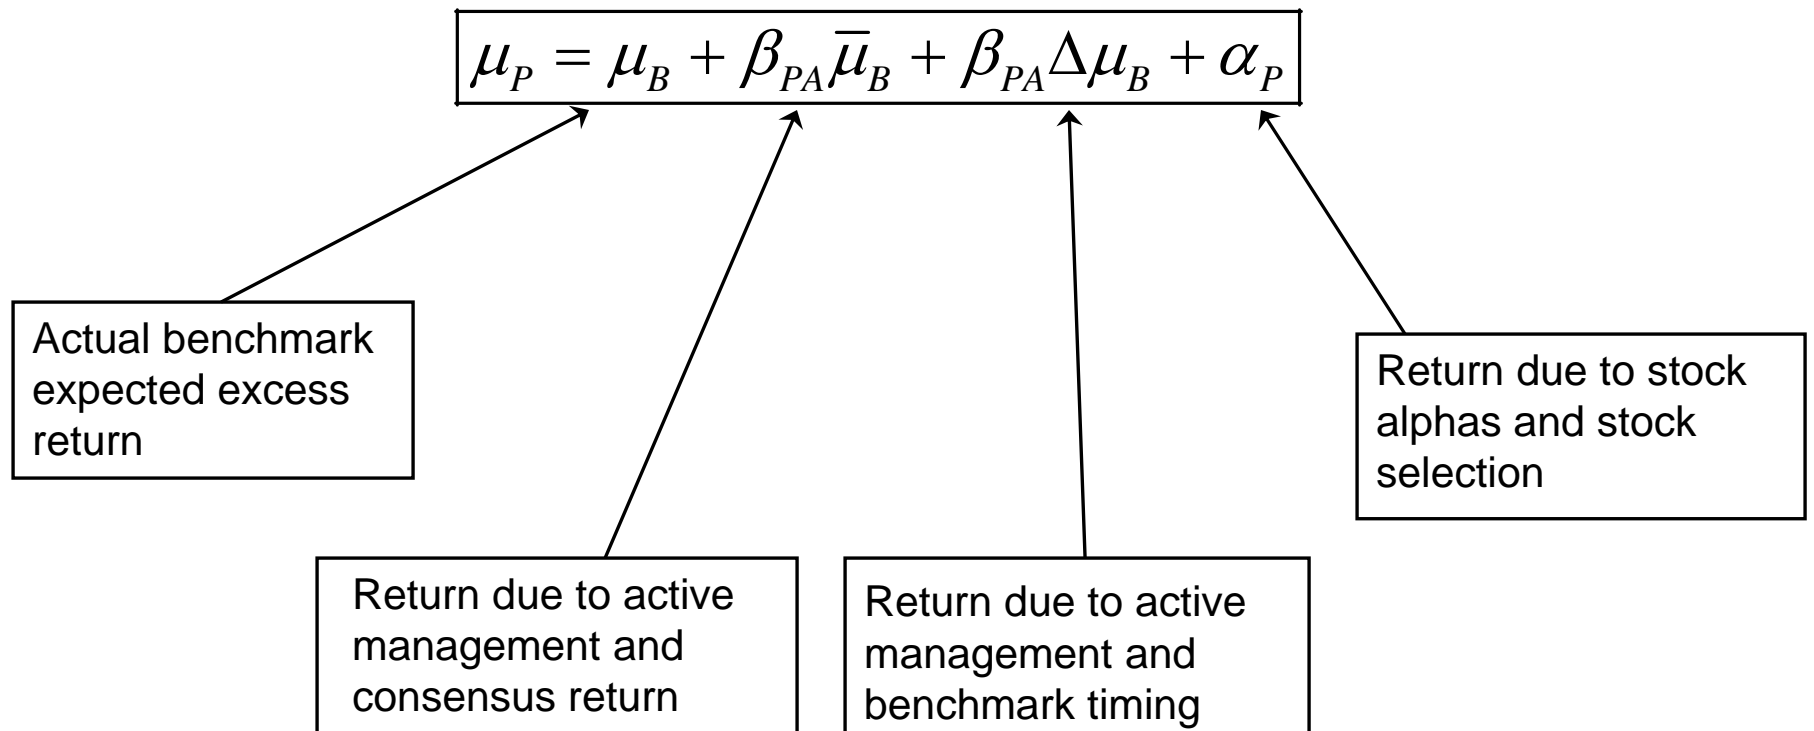 μ_P = μ_B + β_PA μ̅_B + β_PA Δμ_B + α_P
Actual benchmark
expected excess
return
Return due to active
management and
consensus return
Return due to active
management and
benchmark timing
Return due to stock
alphas and stock
selection